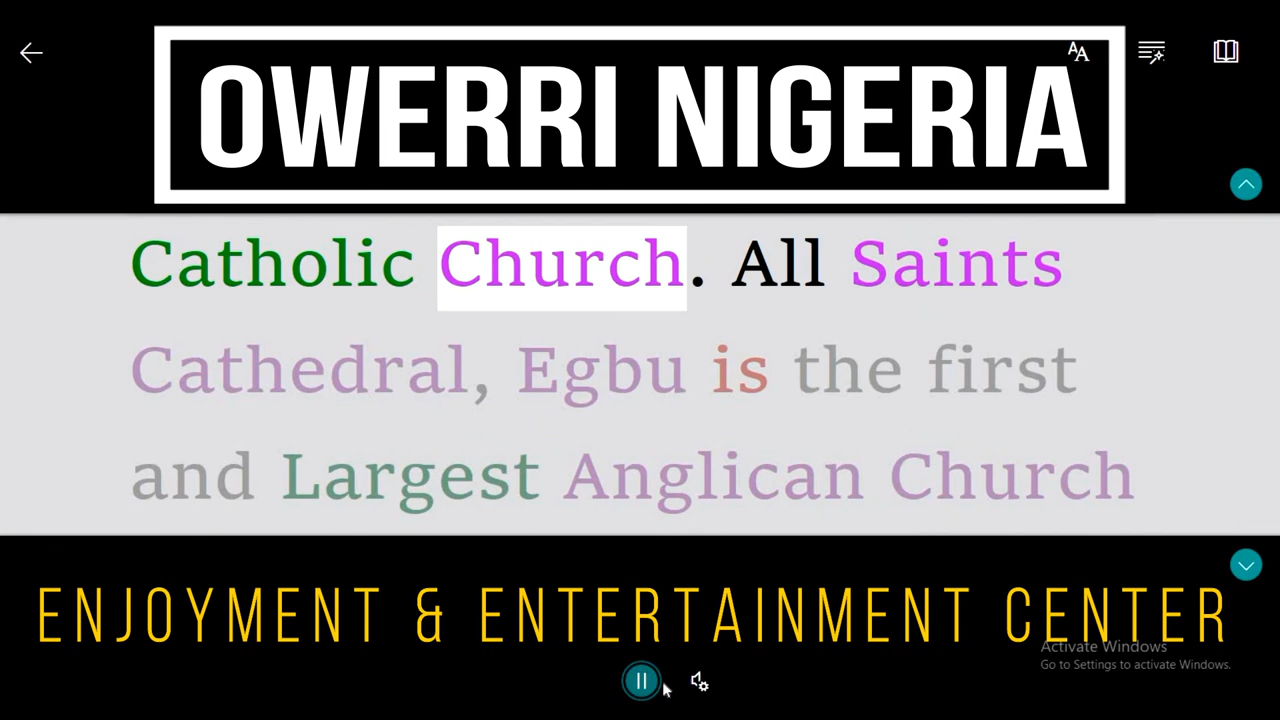 OWERRI NIGERIA
Catholic Church. All Saints
Cathedral, Egbu is the first
and Largest Anglican Church
ENJOYMENT & ENTERTAINMENT CENTER
Activate Windows
Go to Settings to activate Windows.